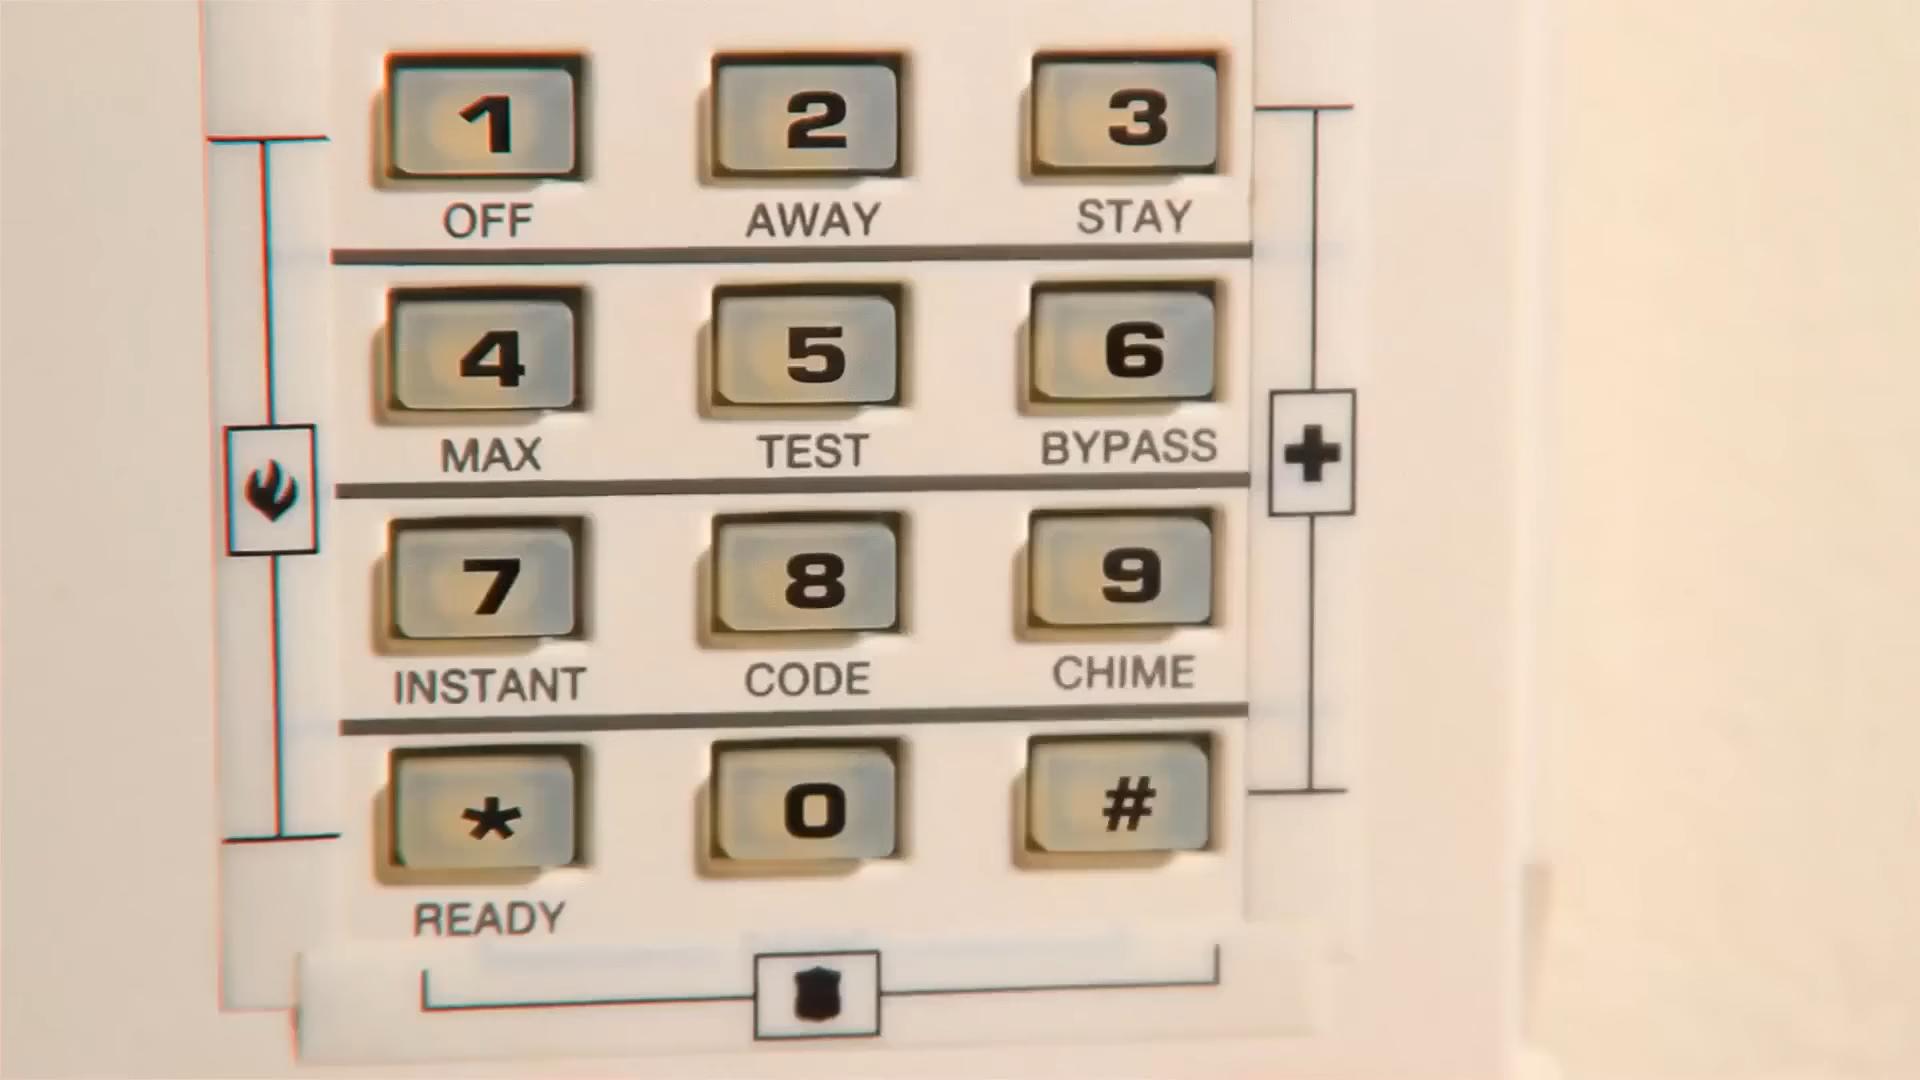 1 2 3
OFF AWAY STAY
4 5 6
MAX TEST BYPASS
7 8 9
INSTANT CODE CHIME
* 0 #
READY